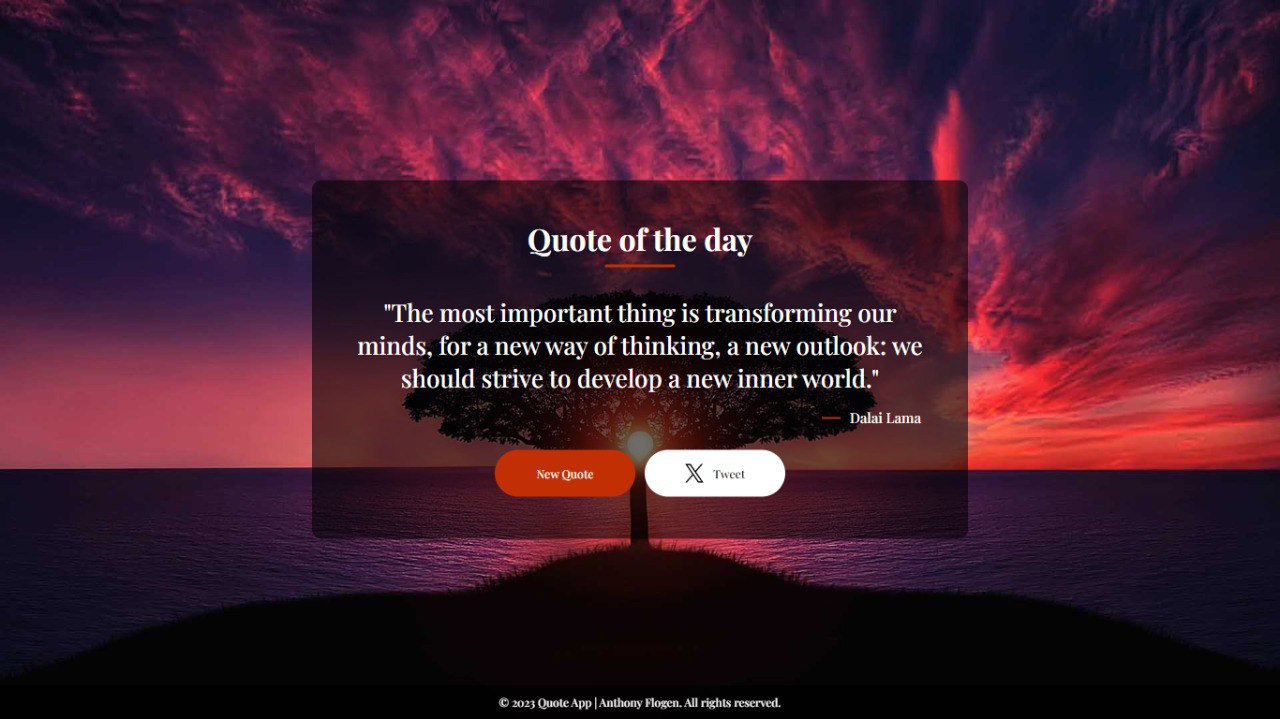 Quote of the day
"The most important thing is transforming our
minds, for a new way of thinking, a new outlook: we
should strive to develop a new inner world."
Dalai Lama
New Quote
Tweet
© 2023 Quote App | Anthony Flogen. All rights reserved.